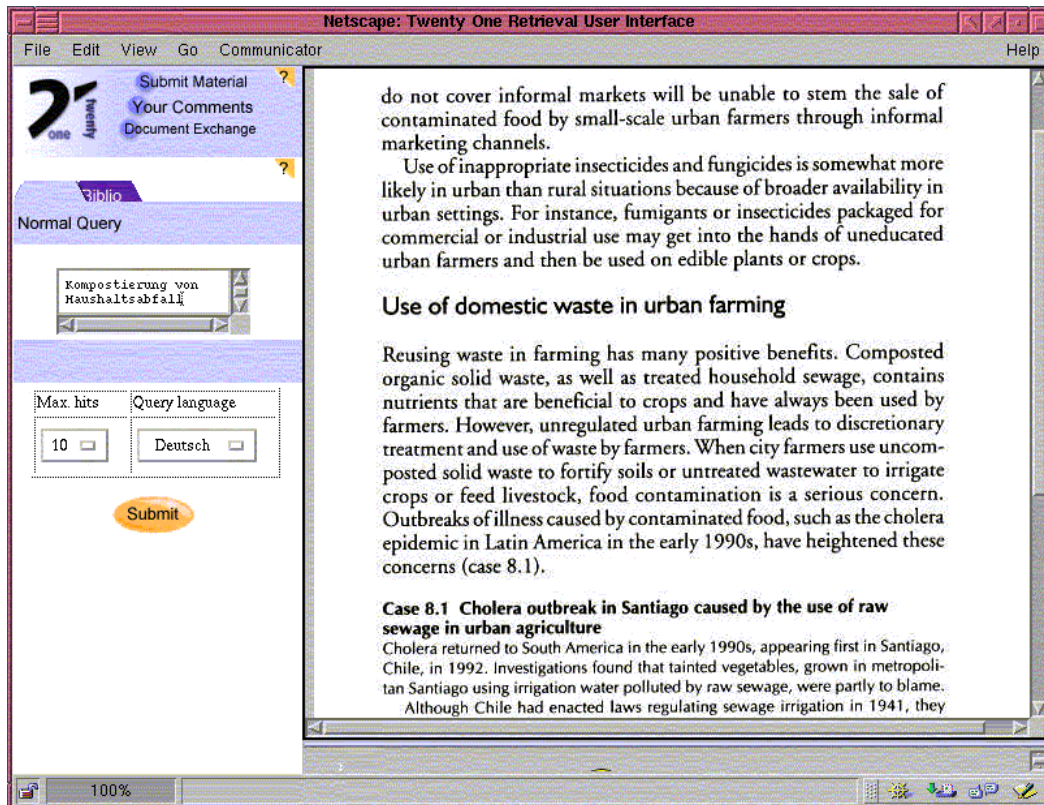 Netscape: Twenty One Retrieval User Interface
File Edit View Go Communicator Help
one
twenty
Submit Material
Your Comments
Document Exchange
?
?
Biblio
Normal Query
Kompostierung von
Haushaltsabfall
Max. hits Query language
10 Deutsch
Submit
do not cover informal markets will be unable to stem the sale of
contaminated food by small-scale urban farmers through informal
marketing channels.
Use of inappropriate insecticides and fungicides is somewhat more
likely in urban than rural situations because of broader availability in
urban settings. For instance, fumigants or insecticides packaged for
commercial or industrial use may get into the hands of uneducated
urban farmers and then be used on edible plants or crops.
Use of domestic waste in urban farming
Reusing waste in farming has many positive benefits. Composted
organic solid waste, as well as treated household sewage, contains
nutrients that are beneficial to crops and have always been used by
farmers. However, unregulated urban farming leads to discretionary
treatment and use of waste by farmers. When city farmers use uncom-
posted solid waste to fortify soils or untreated wastewater to irrigate
crops or feed livestock, food contamination is a serious concern.
Outbreaks of illness caused by contaminated food, such as the cholera
epidemic in Latin America in the early 1990s, have heightened these
concerns (case 8.1).
Case 8.1 Cholera outbreak in Santiago caused by the use of raw
sewage in urban agriculture
Cholera returned to South America in the early 1990s, appearing first in Santiago,
Chile, in 1992. Investigations found that tainted vegetables, grown in metropoli-
tan Santiago using irrigation water polluted by raw sewage, were partly to blame.
Although Chile had enacted laws regulating sewage irrigation in 1941, they
100%